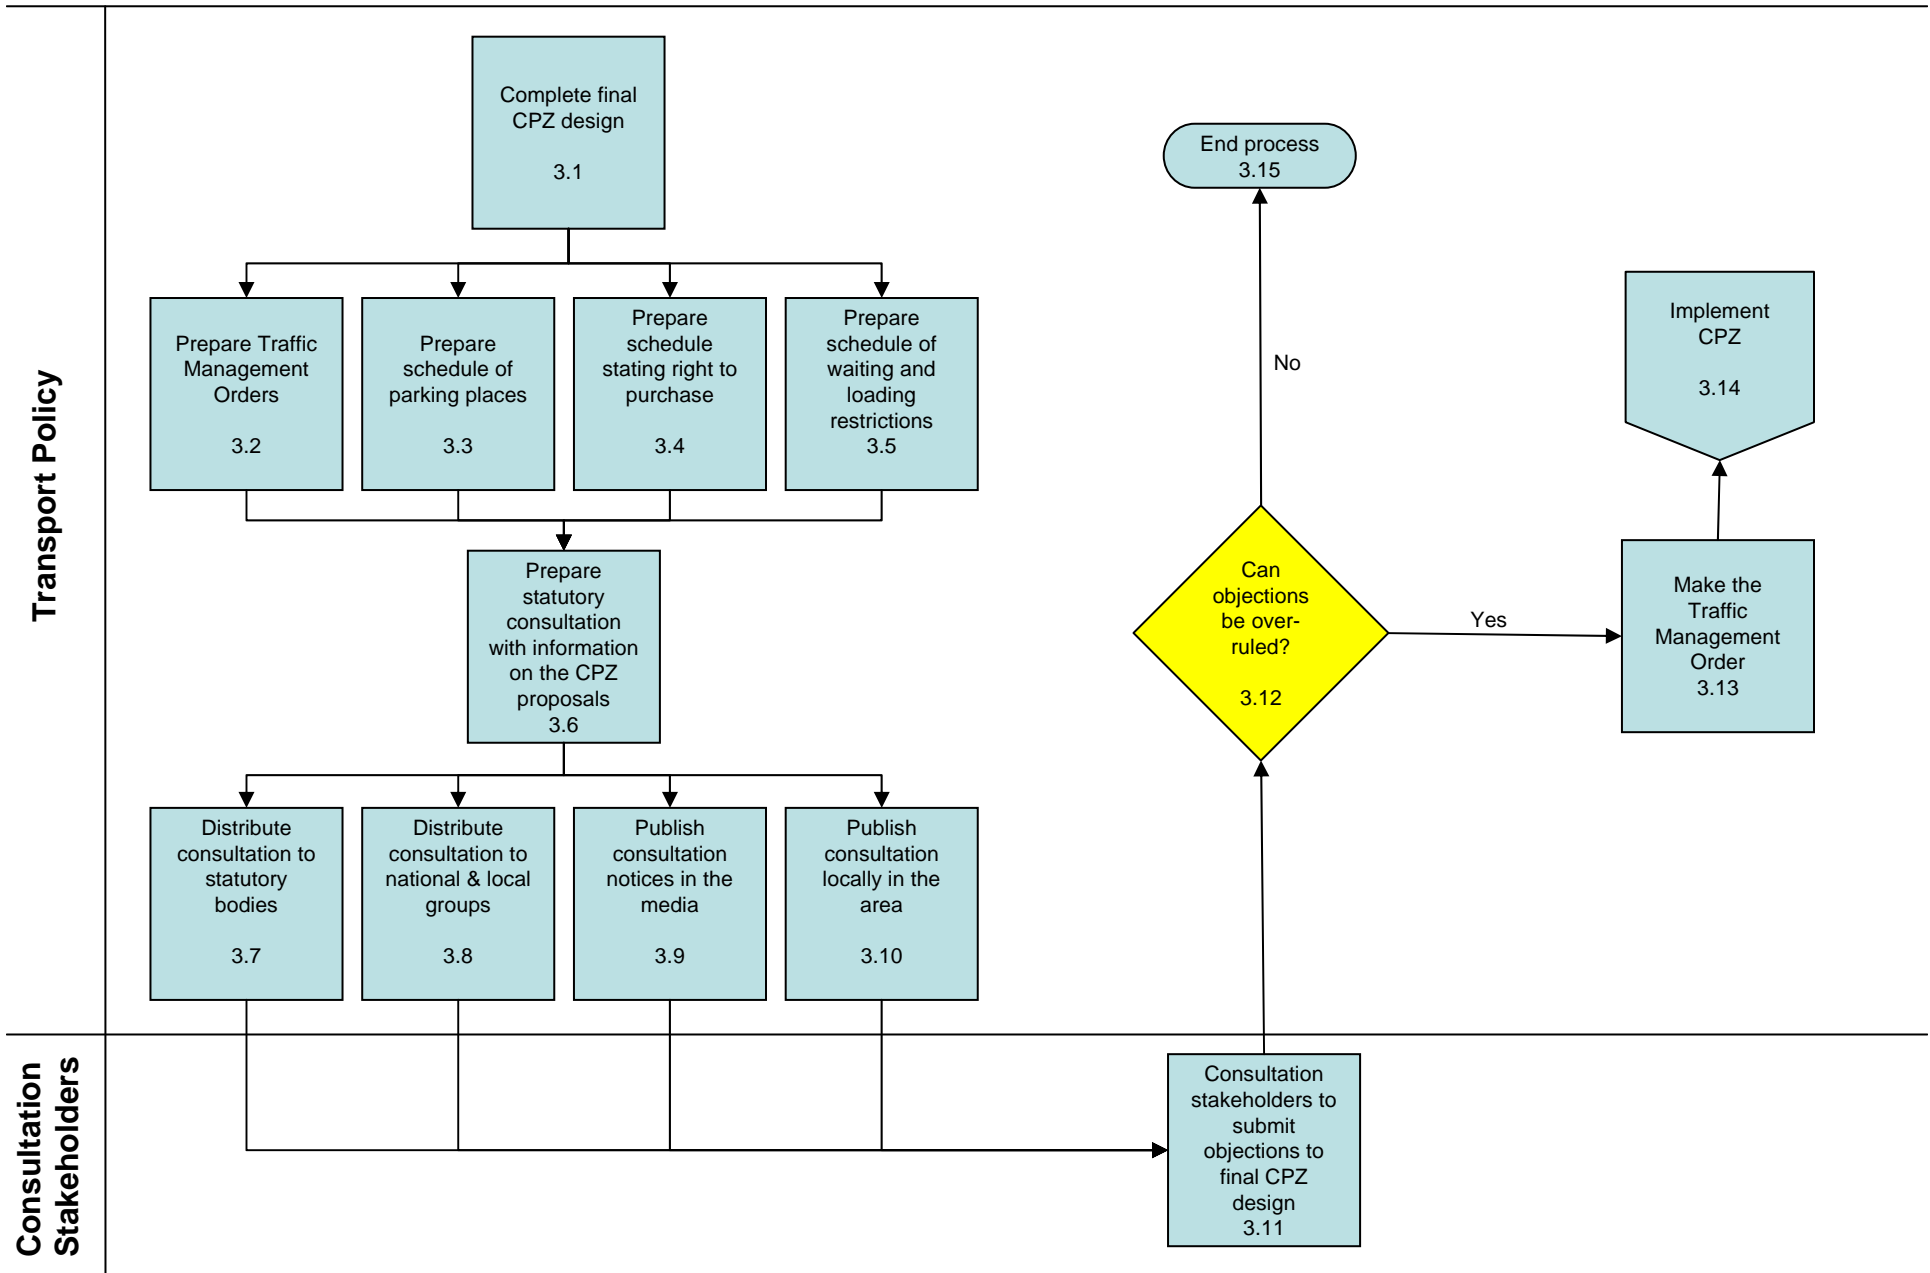 Transport Policy
Complete final
CPZ design
3.1
Prepare Traffic
Management
Orders
3.2
Prepare
schedule of
parking places
3.3
Prepare
schedule
stating right to
purchase
3.4
Prepare
schedule of
waiting and
loading
restrictions
3.5
Prepare
statutory
consultation
with information
on the CPZ
proposals
3.6
Distribute
consultation to
statutory
bodies
3.7
Distribute
consultation to
national & local
groups
3.8
Publish
consultation
notices in the
media
3.9
Publish
consultation
locally in the
area
3.10
Consultation
Stakeholders
Consultation
stakeholders to
submit
objections to
final CPZ
design
3.11
Can
objections
be over-
ruled?
3.12
No
End process
3.15
Yes
Make the
Traffic
Management
Order
3.13
Implement
CPZ
3.14